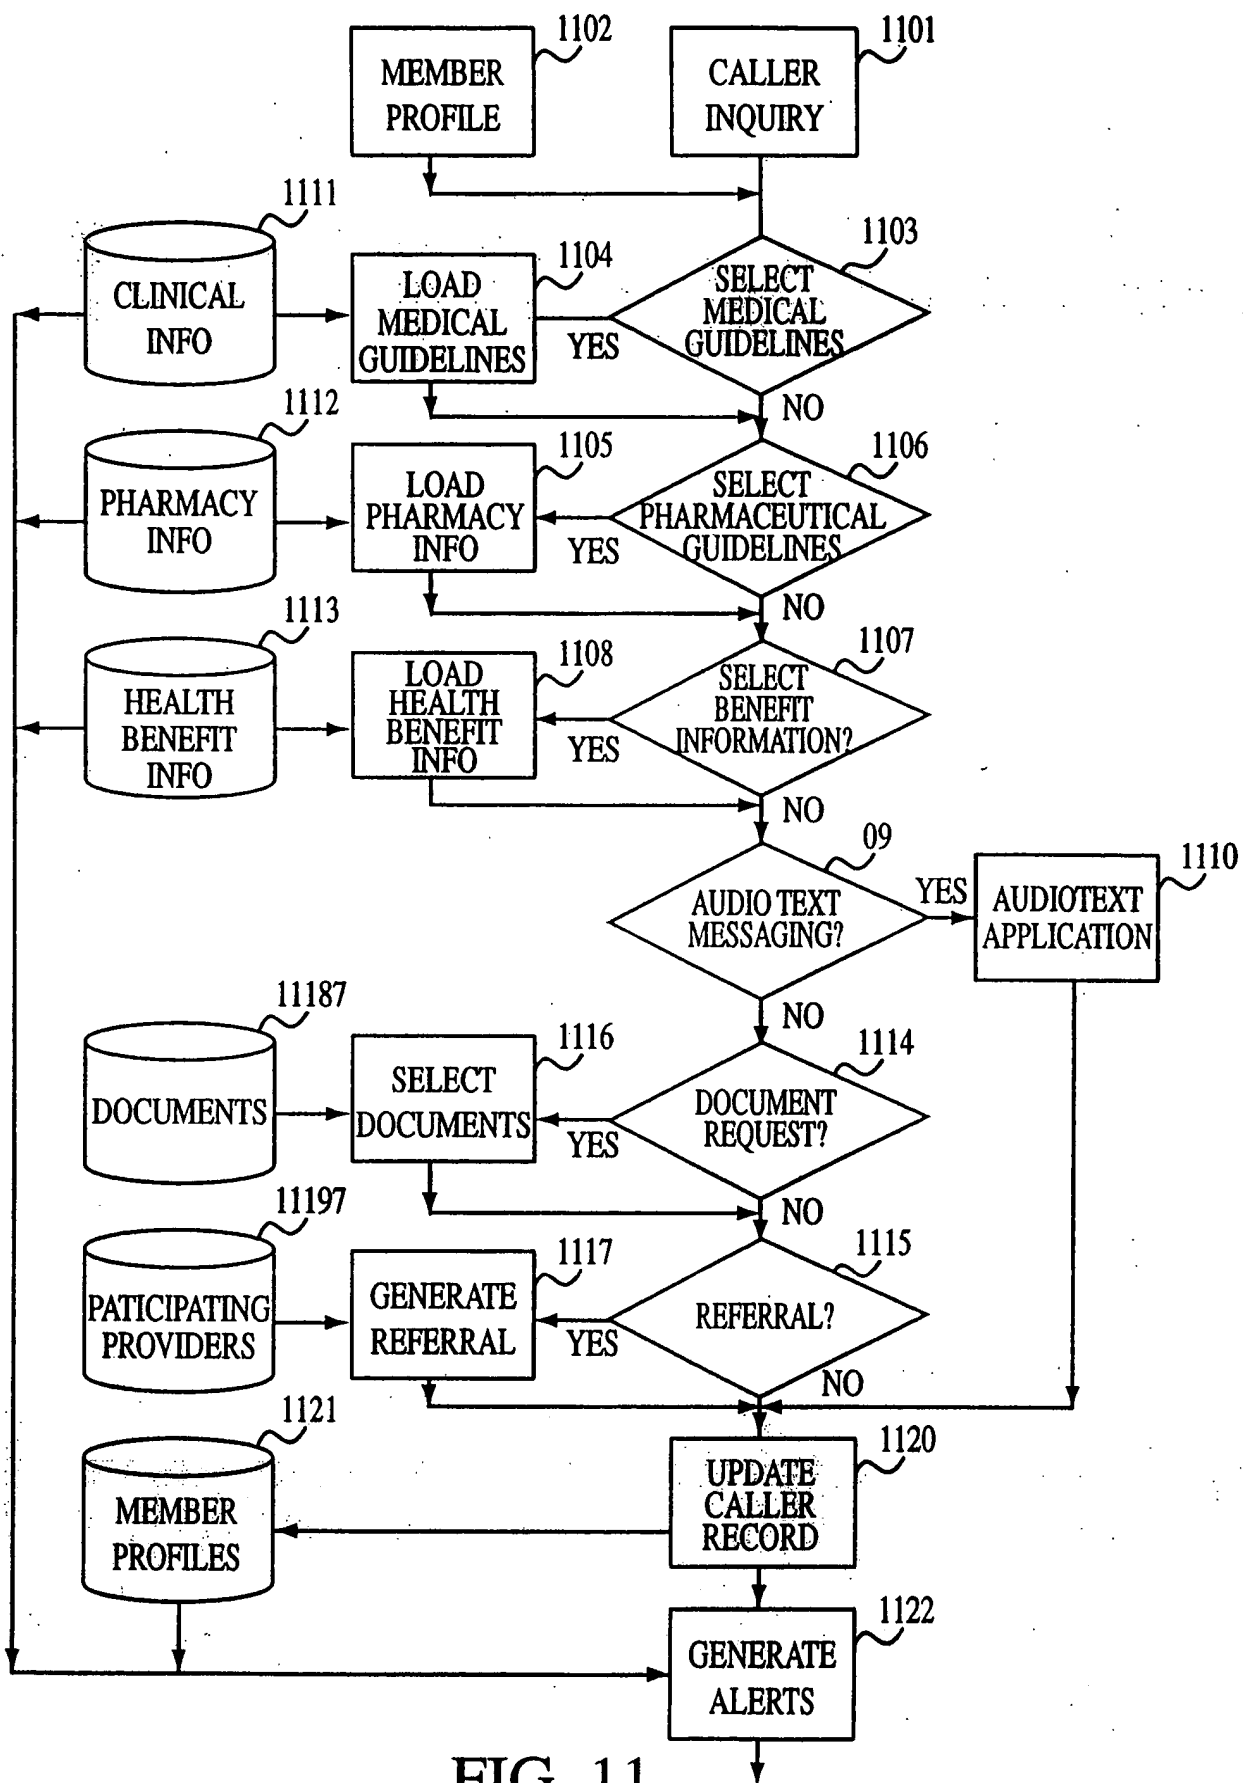 1102
MEMBER
PROFILE
1101
CALLER
INQUIRY
1111
CLINICAL
INFO
1104
LOAD
MEDICAL
GUIDELINES
YES
1103
SELECT
MEDICAL
GUIDELINES
NO
1112
PHARMACY
INFO
1105
LOAD
PHARMACY
INFO
YES
1106
SELECT
PHARMACEUTICAL
GUIDELINES
NO
1113
HEALTH
BENEFIT
INFO
1108
LOAD
HEALTH
BENEFIT
INFO
YES
1107
SELECT
BENEFIT
INFORMATION?
NO
09
AUDIO TEXT
MESSAGING?
YES
1110
AUDIOTEXT
APPLICATION
NO
11187
DOCUMENTS
1116
SELECT
DOCUMENTS
YES
1114
DOCUMENT
REQUEST?
NO
11197
PATICIPATING
PROVIDERS
1117
GENERATE
REFERRAL
YES
1115
REFERRAL?
NO
1121
MEMBER
PROFILES
1120
UPDATE
CALLER
RECORD
1122
GENERATE
ALERTS
FIG. 11